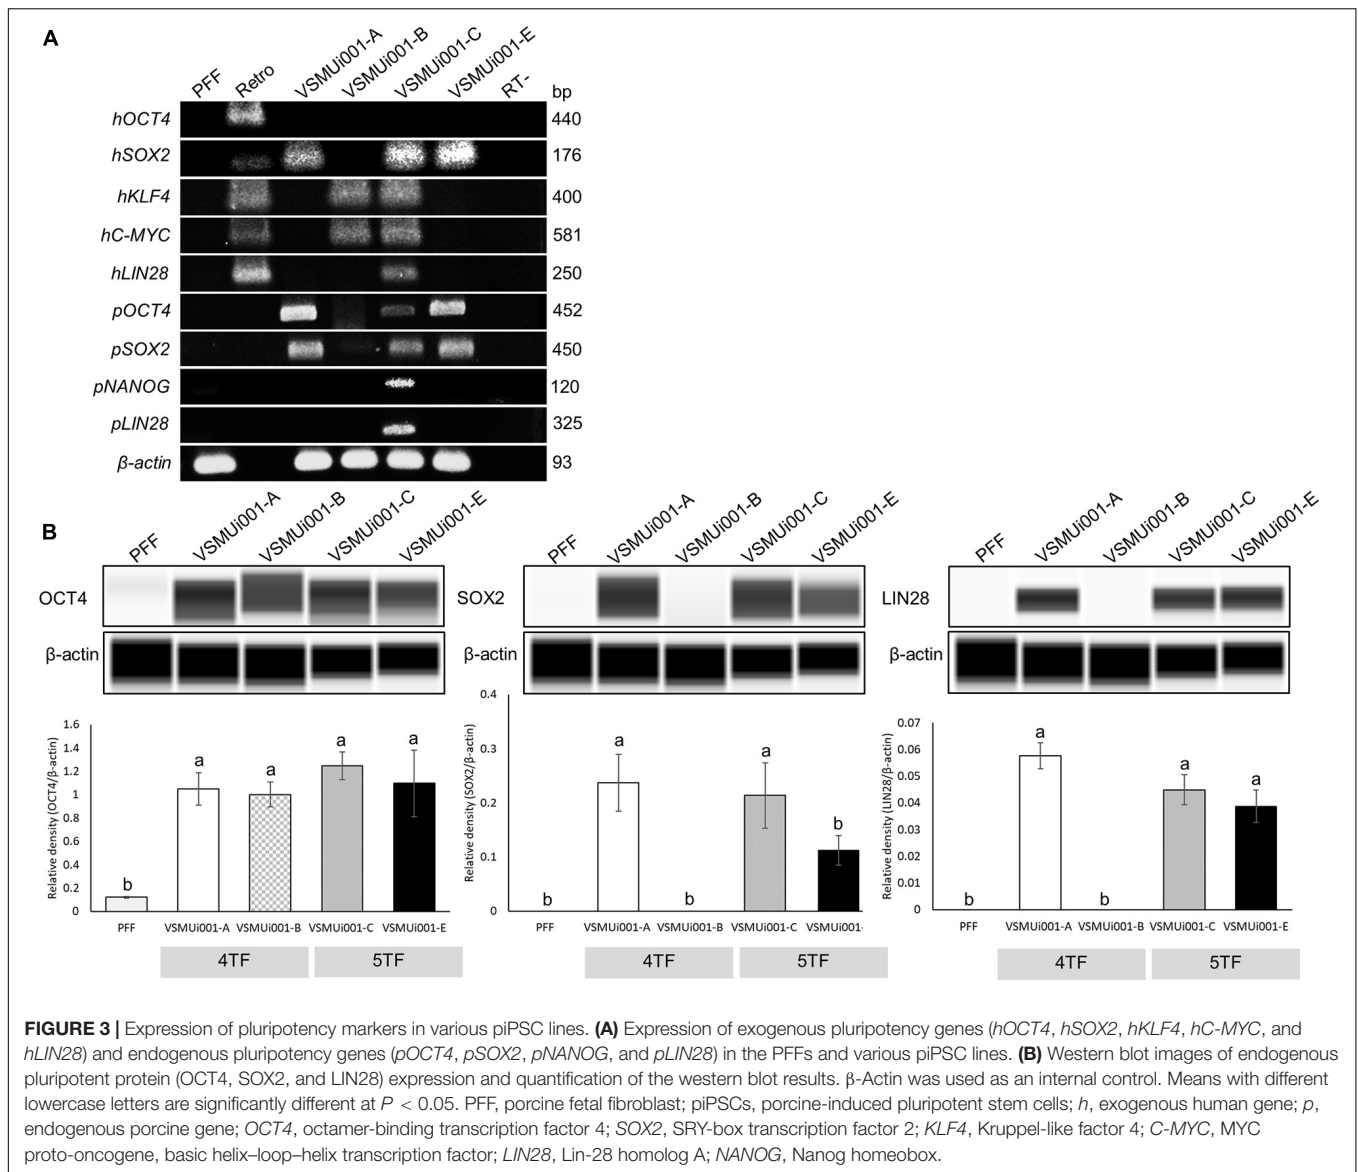 A
PFF Retro VSMUi001-A VSMUi001-B VSMUi001-C VSMUi001-E RT- bp
hOCT4 440
hSOX2 176
hKLF4 400
hC-MYC 581
hLIN28 250
pOCT4 452
pSOX2 450
pNANOG 120
pLIN28 325
β-actin 93
B
PFF VSMUi001-A VSMUi001-B VSMUi001-C VSMUi001-E
OCT4
β-actin
Relative density (OCT4/β-actin)
1.6
1.4
1.2
1
0.8
0.6
0.4
0.2
0
b a a a a
PFF VSMUi001-A VSMUi001-B VSMUi001-C VSMUi001-E
4TF 5TF
PFF VSMUi001-A VSMUi001-B VSMUi001-C VSMUi001-E
SOX2
β-actin
Relative density (SOX2/β-actin)
0.4
0.3
0.2
0.1
0
b a b a b
PFF VSMUi001-A VSMUi001-B VSMUi001-C VSMUi001-
4TF 5TF
PFF VSMUi001-A VSMUi001-B VSMUi001-C VSMUi001-E
LIN28
β-actin
Relative density (LIN28/β-actin)
0.07
0.06
0.05
0.04
0.03
0.02
0.01
0
b a b a a
PFF VSMUi001-A VSMUi001-B VSMUi001-C VSMUi001-E
4TF 5TF
FIGURE 3 | Expression of pluripotency markers in various piPSC lines. (A) Expression of exogenous pluripotency genes (hOCT4, hSOX2, hKLF4, hC-MYC, and
hLIN28) and endogenous pluripotency genes (pOCT4, pSOX2, pNANOG, and pLIN28) in the PFFs and various piPSC lines. (B) Western blot images of endogenous
pluripotent protein (OCT4, SOX2, and LIN28) expression and quantification of the western blot results. β-Actin was used as an internal control. Means with different
lowercase letters are significantly different at P < 0.05. PFF, porcine fetal fibroblast; piPSCs, porcine-induced pluripotent stem cells; h, exogenous human gene; p,
endogenous porcine gene; OCT4, octamer-binding transcription factor 4; SOX2, SRY-box transcription factor 2; KLF4, Kruppel-like factor 4; C-MYC, MYC
proto-oncogene, basic helix–loop–helix transcription factor; LIN28, Lin-28 homolog A; NANOG, Nanog homeobox.